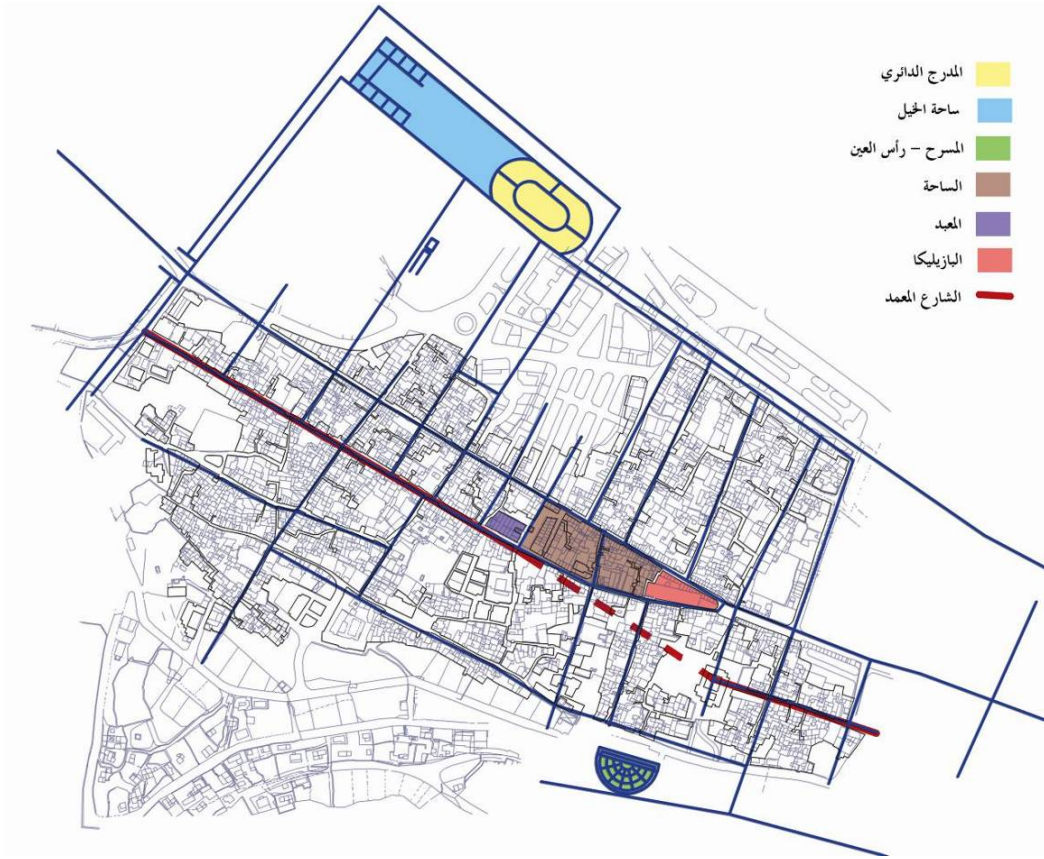 المدرج الدائري
ساحة الخيل
المسرح – رأس العين
الساحة
المعبد
البازيليكا
الشارع المعمد